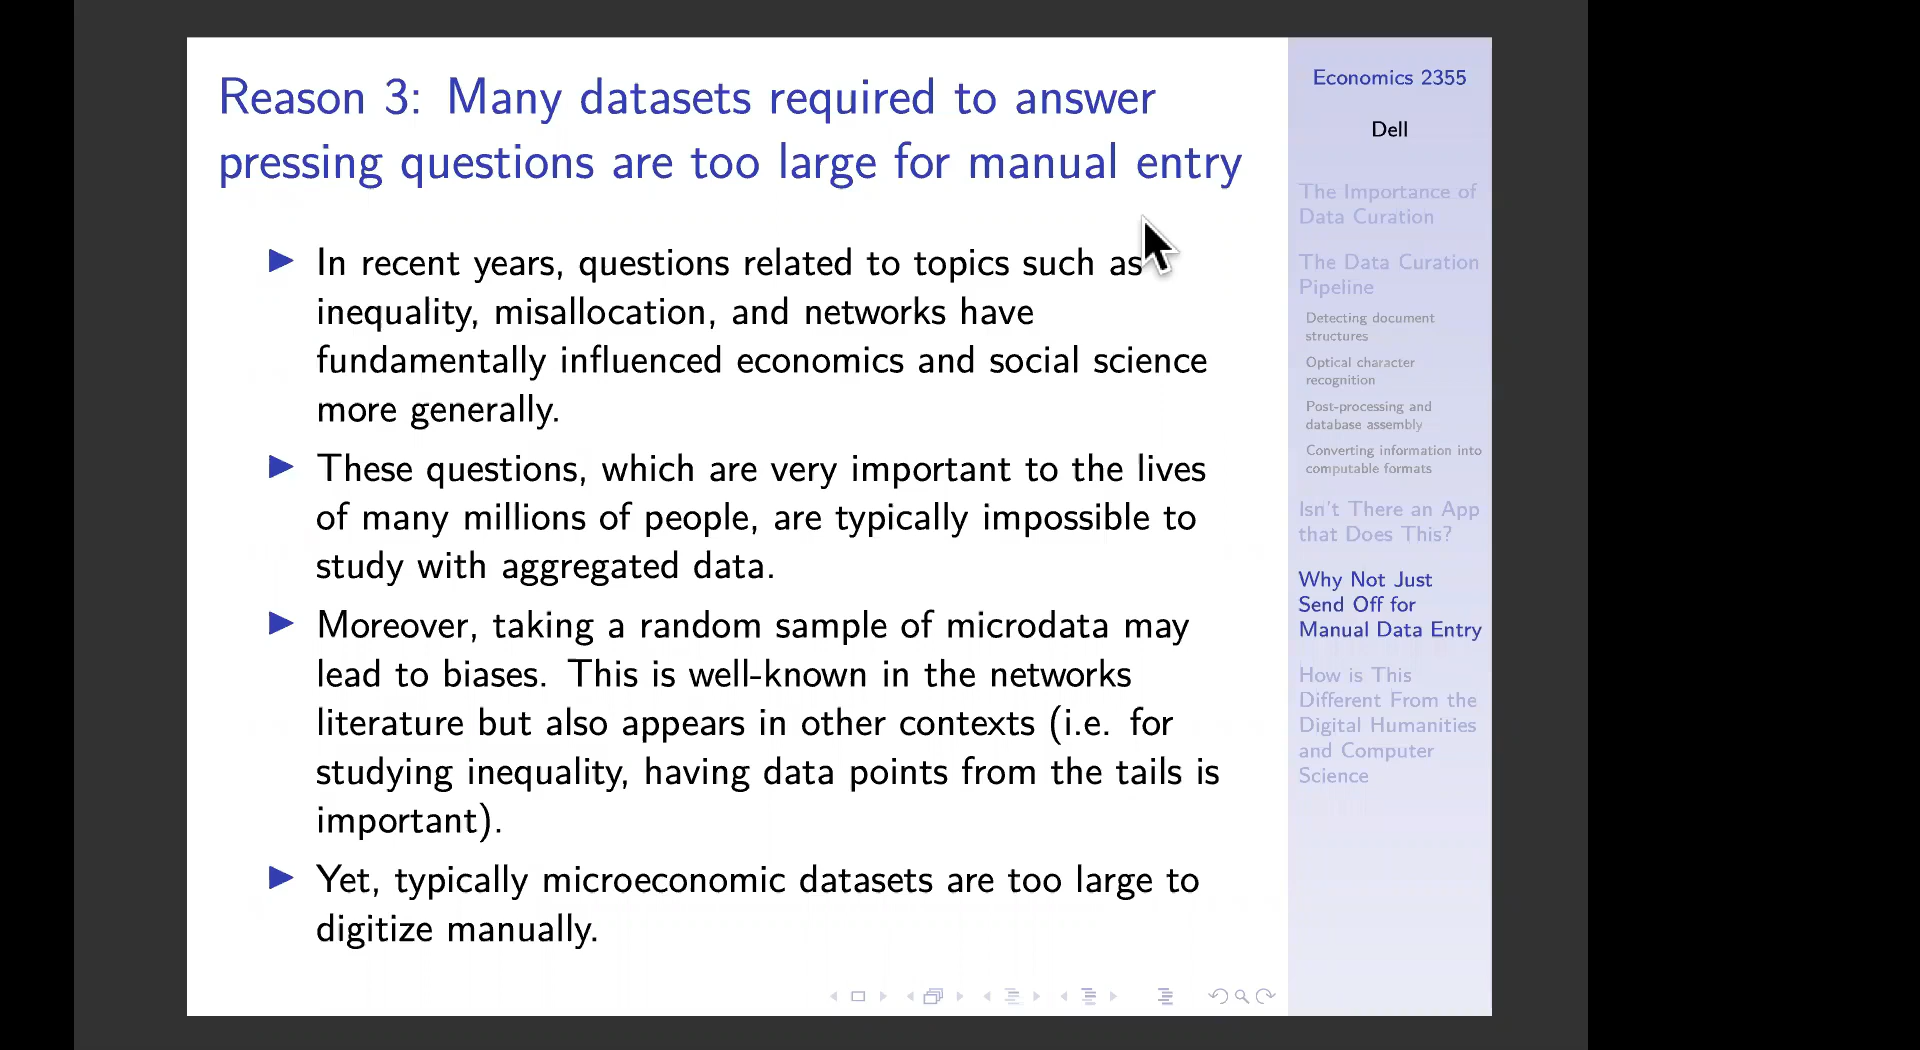 Reason 3: Many datasets required to answer
pressing questions are too large for manual entry
In recent years, questions related to topics such as
inequality, misallocation, and networks have
fundamentally influenced economics and social science
more generally.
These questions, which are very important to the lives
of many millions of people, are typically impossible to
study with aggregated data.
Moreover, taking a random sample of microdata may
lead to biases. This is well-known in the networks
literature but also appears in other contexts (i.e. for
studying inequality, having data points from the tails is
important).
Yet, typically microeconomic datasets are too large to
digitize manually.
Economics 2355
Dell
The Importance of
Data Curation
The Data Curation
Pipeline
Detecting document
structures
Optical character
recognition
Post-processing and
database assembly
Converting information into
computable formats
Isn't There an App
that Does This?
Why Not Just
Send Off for
Manual Data Entry
How is This
Different From the
Digital Humanities
and Computer
Science